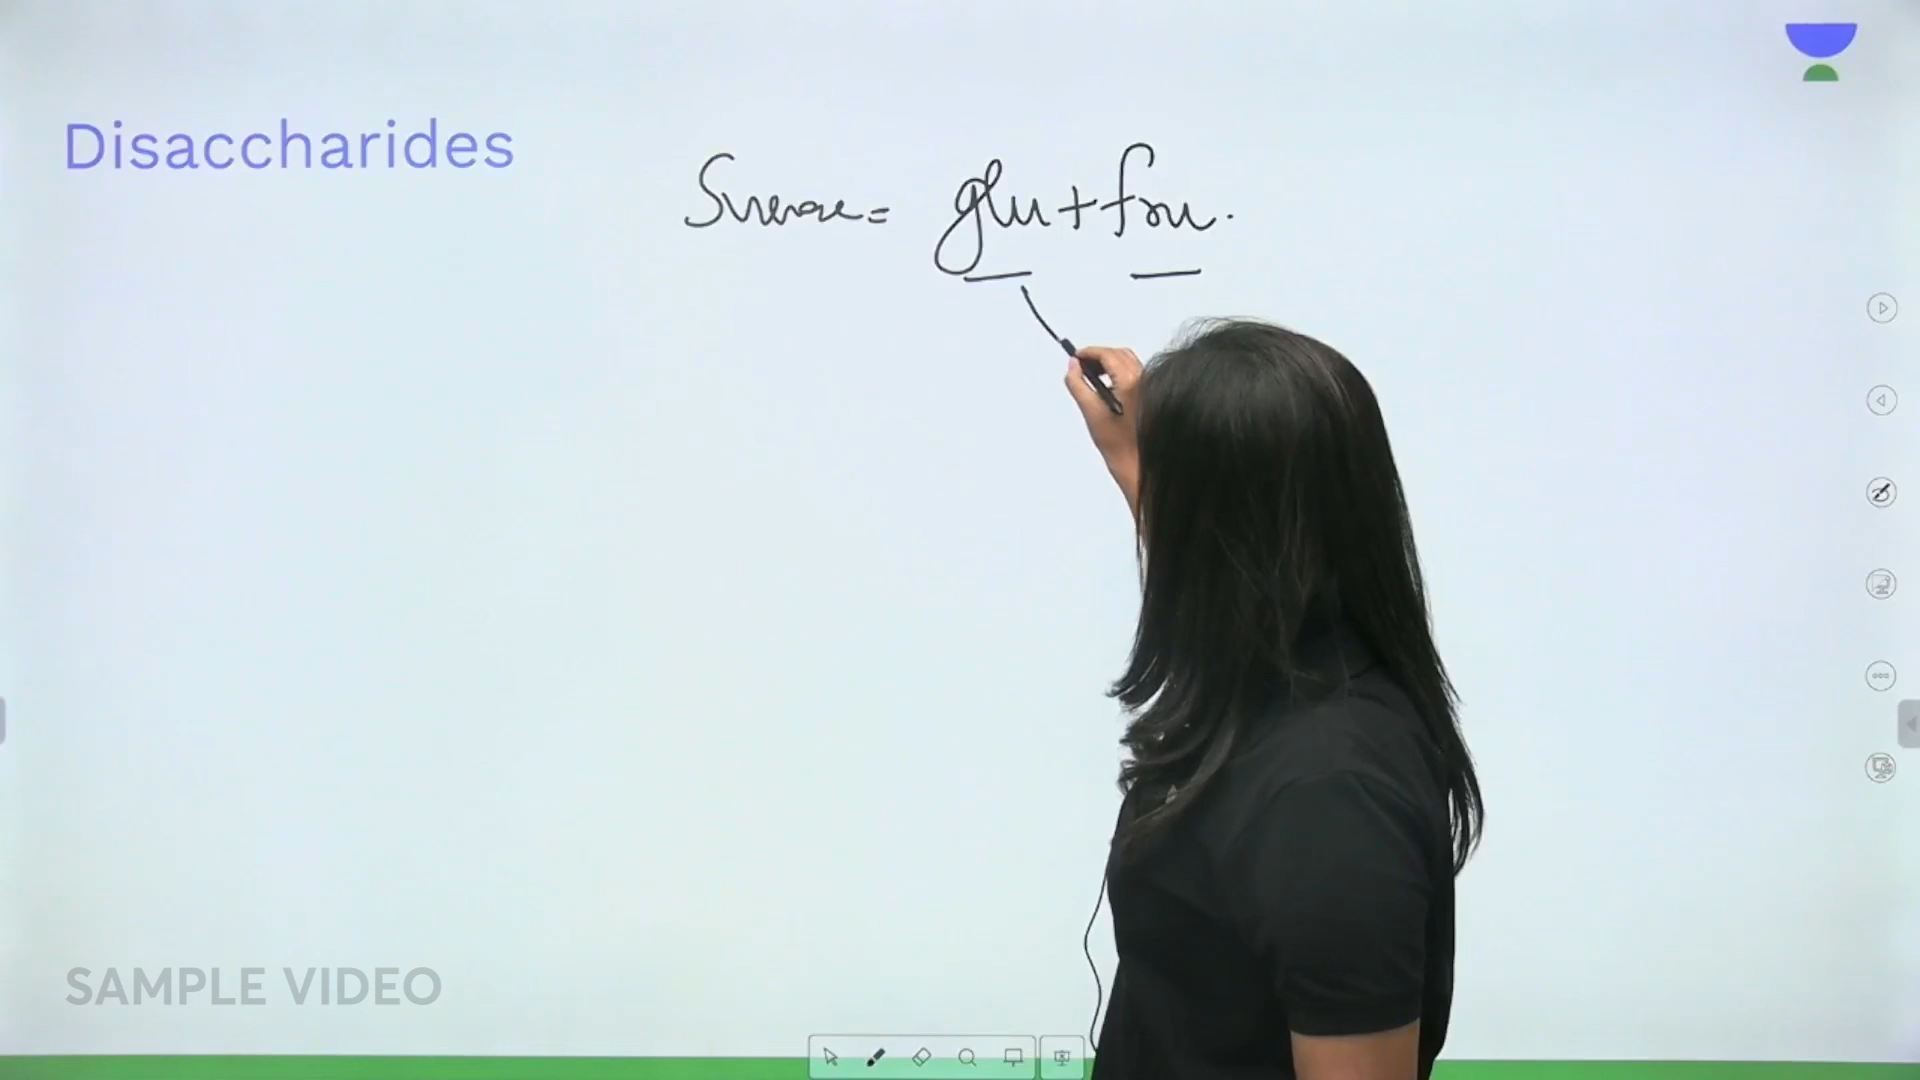 Disaccharides
Sucrose = glu + fru.
SAMPLE VIDEO